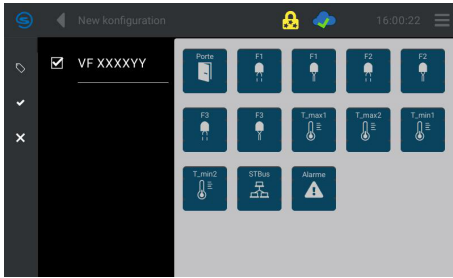 New konfiguration
16:00:22
VF XXXXYY
Porte
F1
F1
F2
F2
F3
F3
T_max1
T_max2
T_min1
T_min2
STBus
Alarme